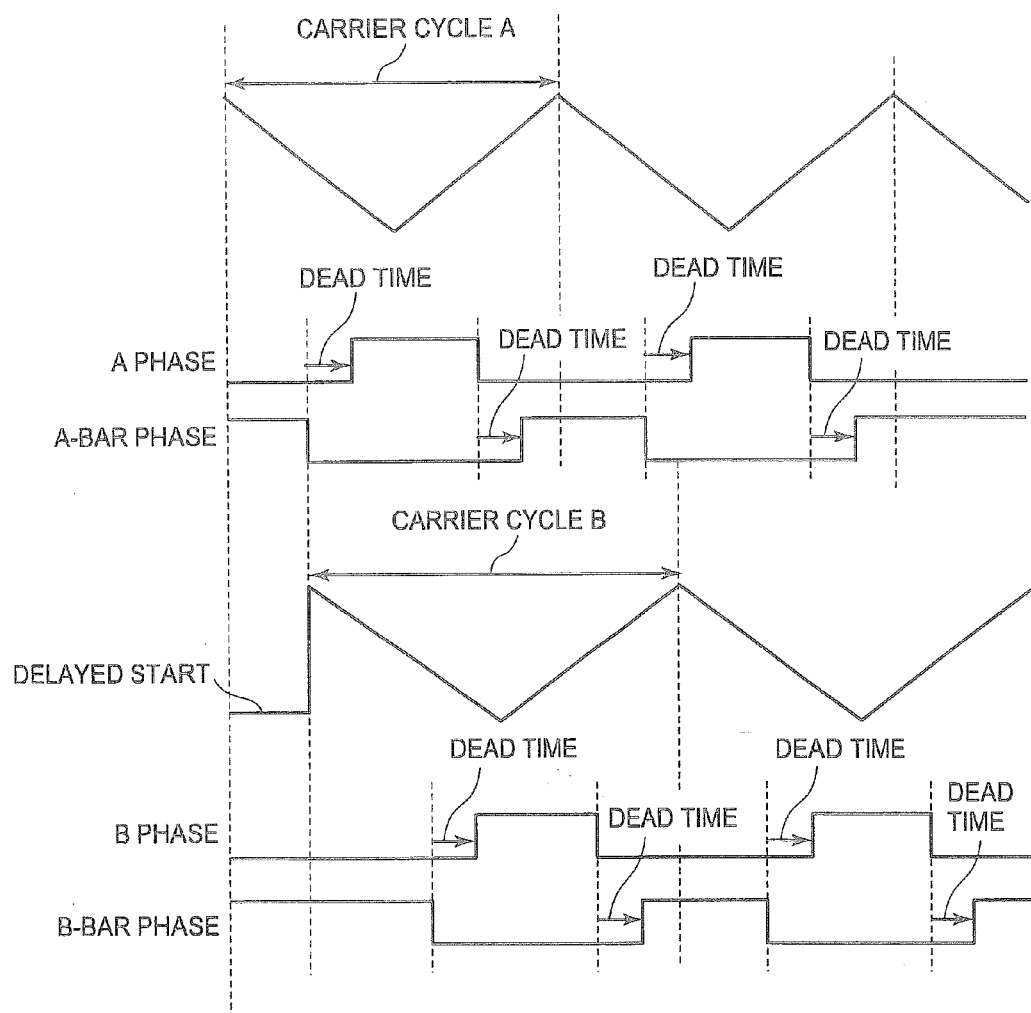 CARRIER CYCLE A
DEAD TIME
DEAD TIME
DEAD TIME
DEAD TIME
A PHASE
A-BAR PHASE
CARRIER CYCLE B
DELAYED START
DEAD TIME
DEAD TIME
DEAD
TIME
DEAD TIME
B PHASE
B-BAR PHASE